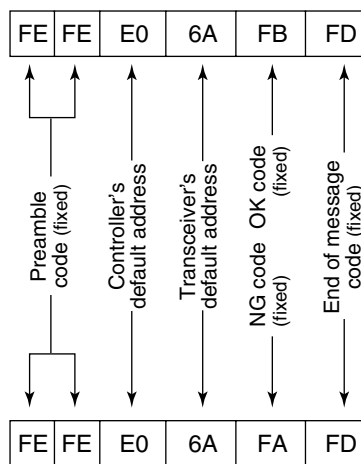 FE FE E0 6A FB FD
Preamble
code (fixed)
Controller's
default address
Transceiver's
default address
OK code
(fixed)
NG code
(fixed)
End of message
code (fixed)
FE FE E0 6A FA FD